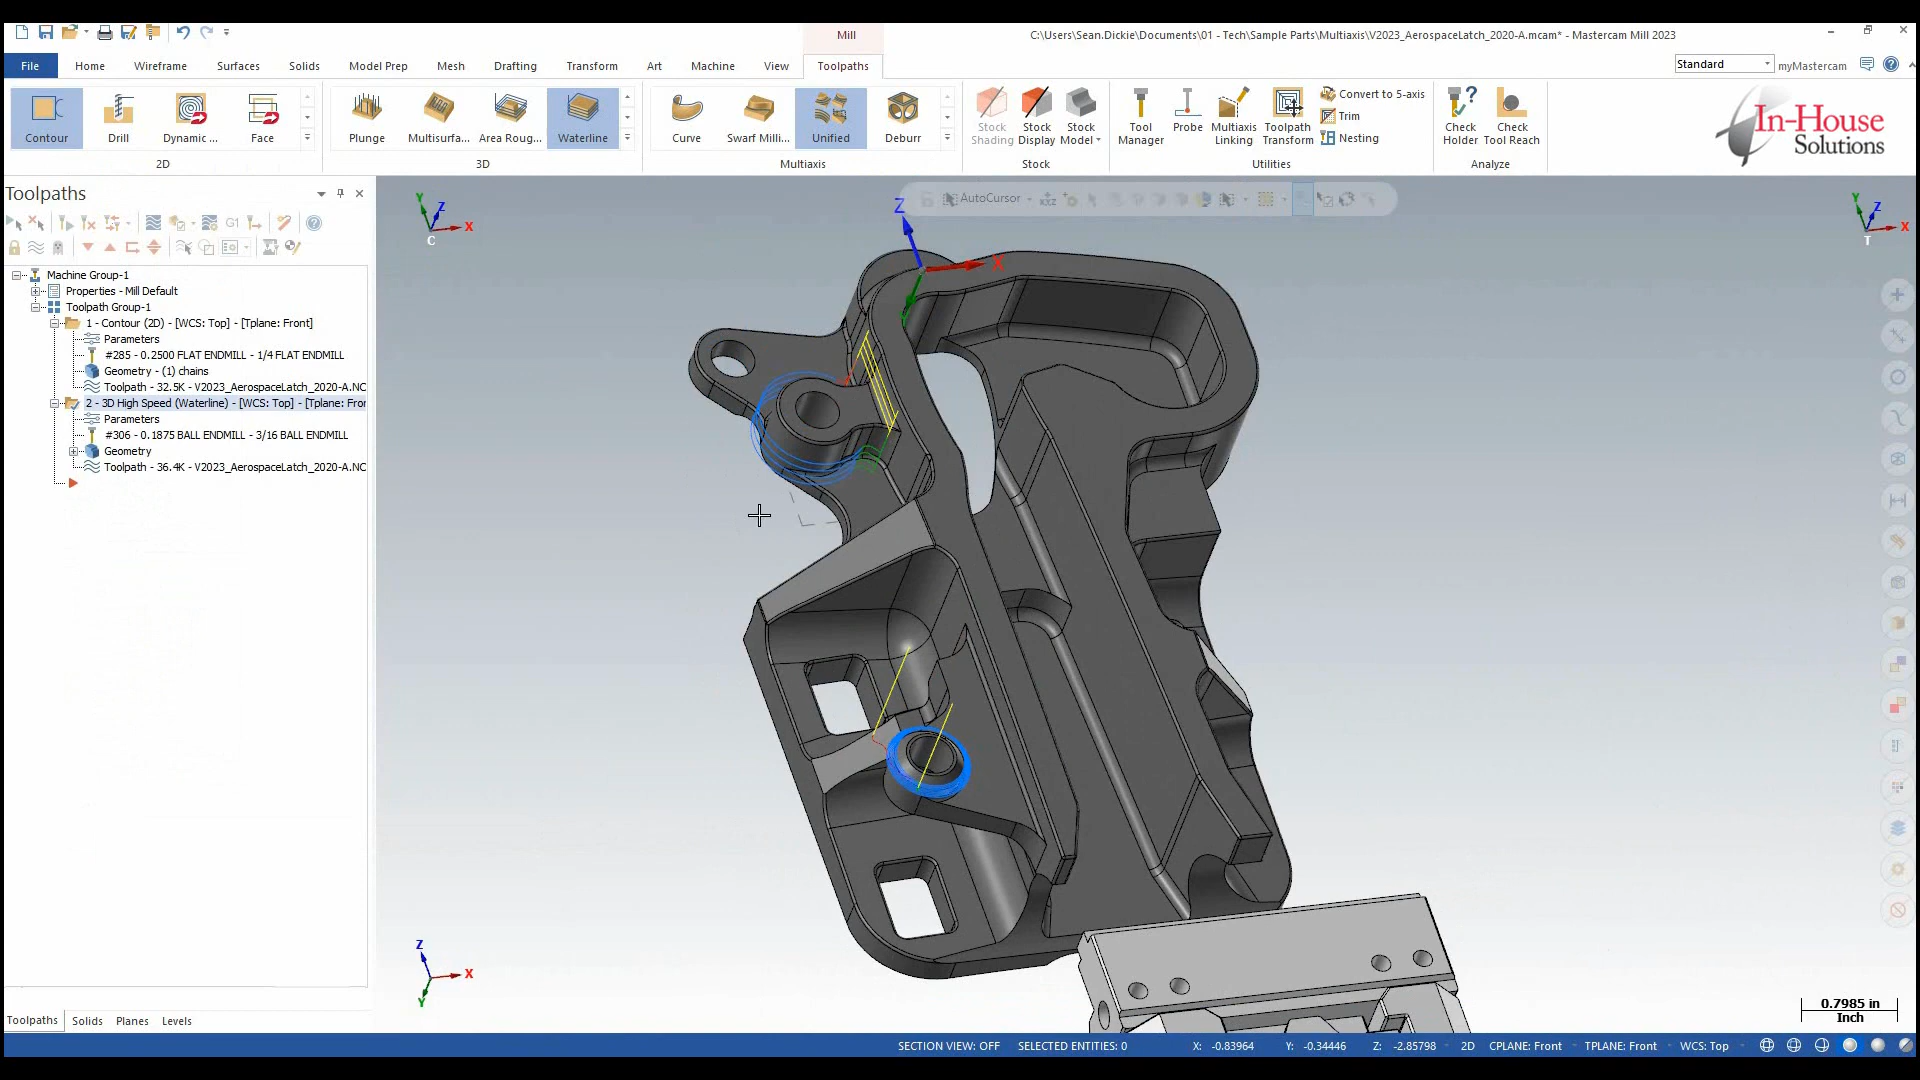 Mill
C:\Users\Sean.Dickie\Documents\01 - Tech\Sample Parts\Multiaxis\V2023_AerospaceLatch_2020-A.mcam* - Mastercam Mill 2023
File
Home
Wireframe
Surfaces
Solids
Model Prep
Mesh
Drafting
Transform
Art
Machine
View
Toolpaths
Standard
myMastercam
Contour
Drill
Dynamic ...
Face
Plunge
Multisurfa...
Area Roug...
Waterline
Curve
Swarf Milli...
Unified
Deburr
Stock Shading
Stock Display
Stock Model
Tool Manager
Probe
Multiaxis Linking
Toolpath Transform
Convert to 5-axis
Trim
Nesting
Check Holder
Check Tool Reach
2D
3D
Multiaxis
Stock
Utilities
Analyze
In-House
Solutions
Toolpaths
AutoCursor
G1
Machine Group-1
Properties - Mill Default
Toolpath Group-1
1 - Contour (2D) - [WCS: Top] - [Tplane: Front]
Parameters
#285 - 0.2500 FLAT ENDMILL - 1/4 FLAT ENDMILL
Geometry - (1) chains
Toolpath - 32.5K - V2023_AerospaceLatch_2020-A.NC
2 - 3D High Speed (Waterline) - [WCS: Top] - [Tplane: Fror
Parameters
#306 - 0.1875 BALL ENDMILL - 3/16 BALL ENDMILL
Geometry
Toolpath - 36.4K - V2023_AerospaceLatch_2020-A.NC
Y
Z
X
C
Z
X
Y
Y
Z
X
T
Z
X
Y
0.7985 in
Inch
Toolpaths
Solids
Planes
Levels
SECTION VIEW: OFF
SELECTED ENTITIES: 0
X: -0.83964
Y: -0.34446
Z: -2.85798
2D
CPLANE: Front
TPLANE: Front
WCS: Top